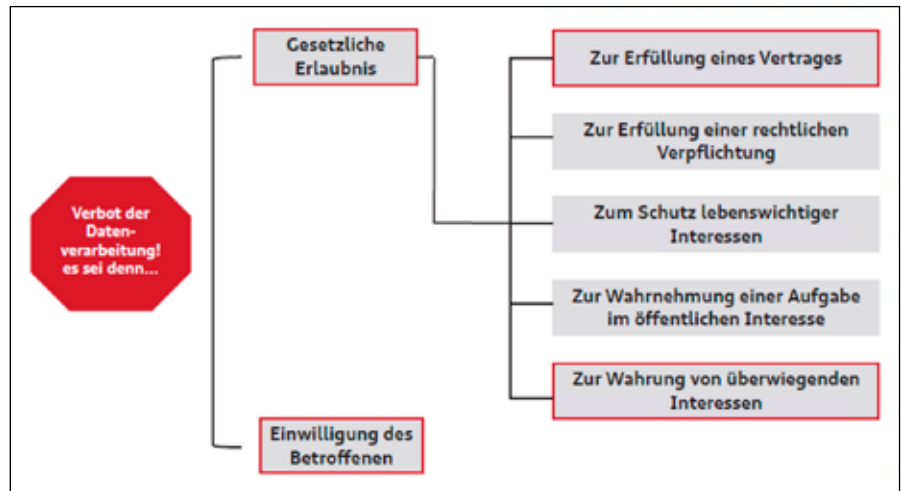 Verbot der
Daten-
verarbeitung!
es sei denn...
Gesetzliche
Erlaubnis
Einwilligung des
Betroffenen
Zur Erfüllung eines Vertrages
Zur Erfüllung einer rechtlichen
Verpflichtung
Zum Schutz lebenswichtiger
Interessen
Zur Wahrnehmung einer Aufgabe
im öffentlichen Interesse
Zur Wahrung von überwiegenden
Interessen